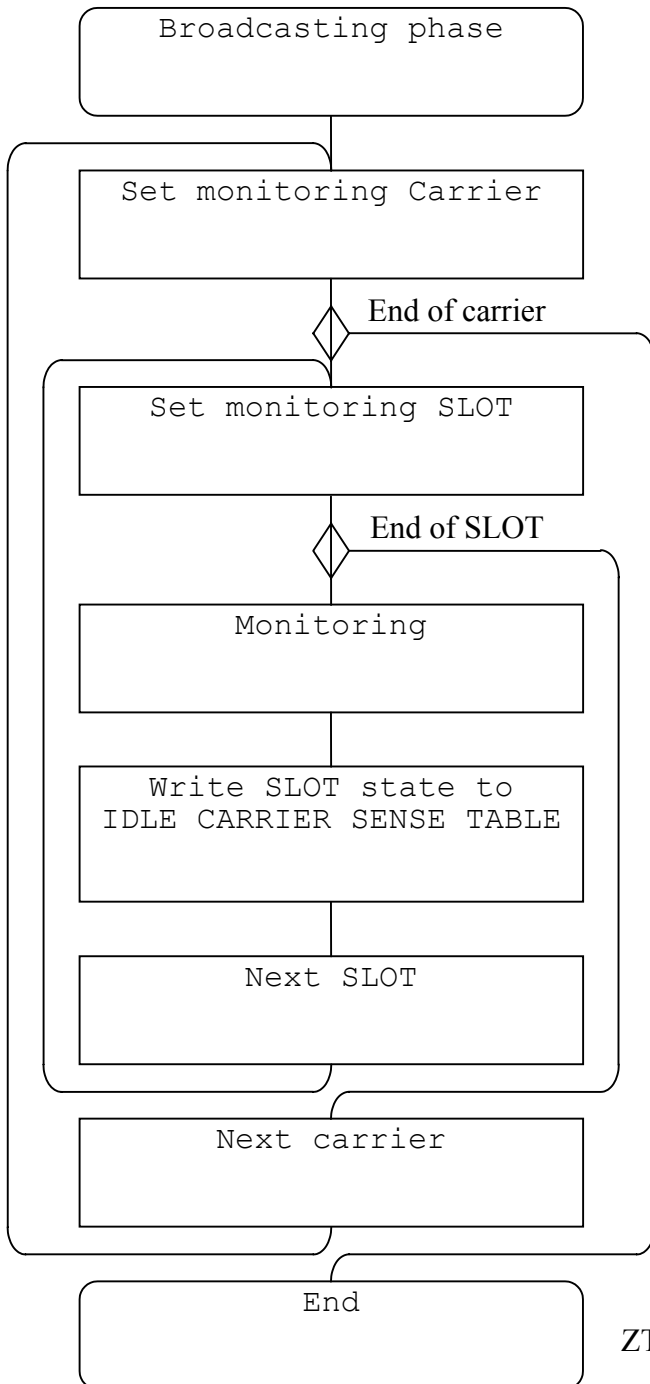 Broadcasting phase
Set monitoring Carrier
End of carrier
Set monitoring SLOT
End of SLOT
Monitoring
Write SLOT state to
IDLE CARRIER SENSE TABLE
Next SLOT
Next carrier
End
ZT